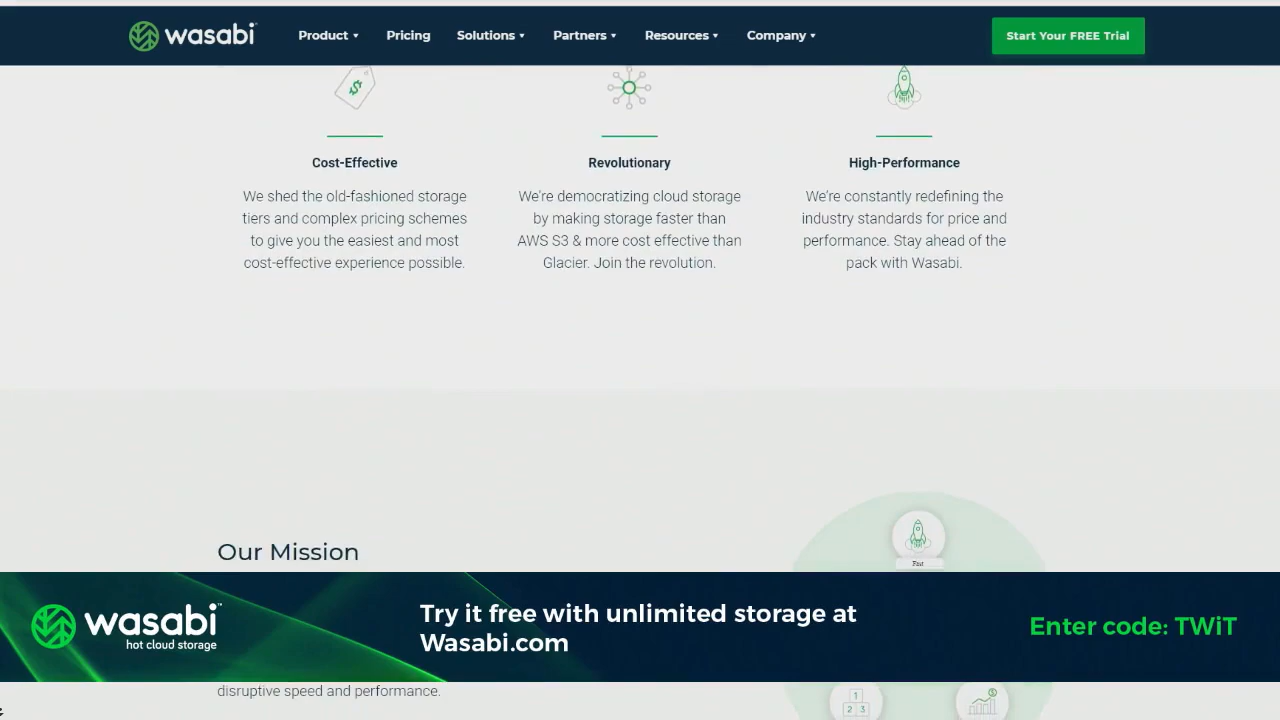 wasabi
Product Pricing Solutions Partners Resources Company
Start Your FREE Trial
$
Cost-Effective
We shed the old-fashioned storage
tiers and complex pricing schemes
to give you the easiest and most
cost-effective experience possible.
Revolutionary
We're democratizing cloud storage
by making storage faster than
AWS S3 & more cost effective than
Glacier. Join the revolution.
High-Performance
We're constantly redefining the
industry standards for price and
performance. Stay ahead of the
pack with Wasabi.
Our Mission
Fast
wasabi™
hot cloud storage
Try it free with unlimited storage at
Wasabi.com
Enter code: TWiT
disruptive speed and performance.
1
2 3
$